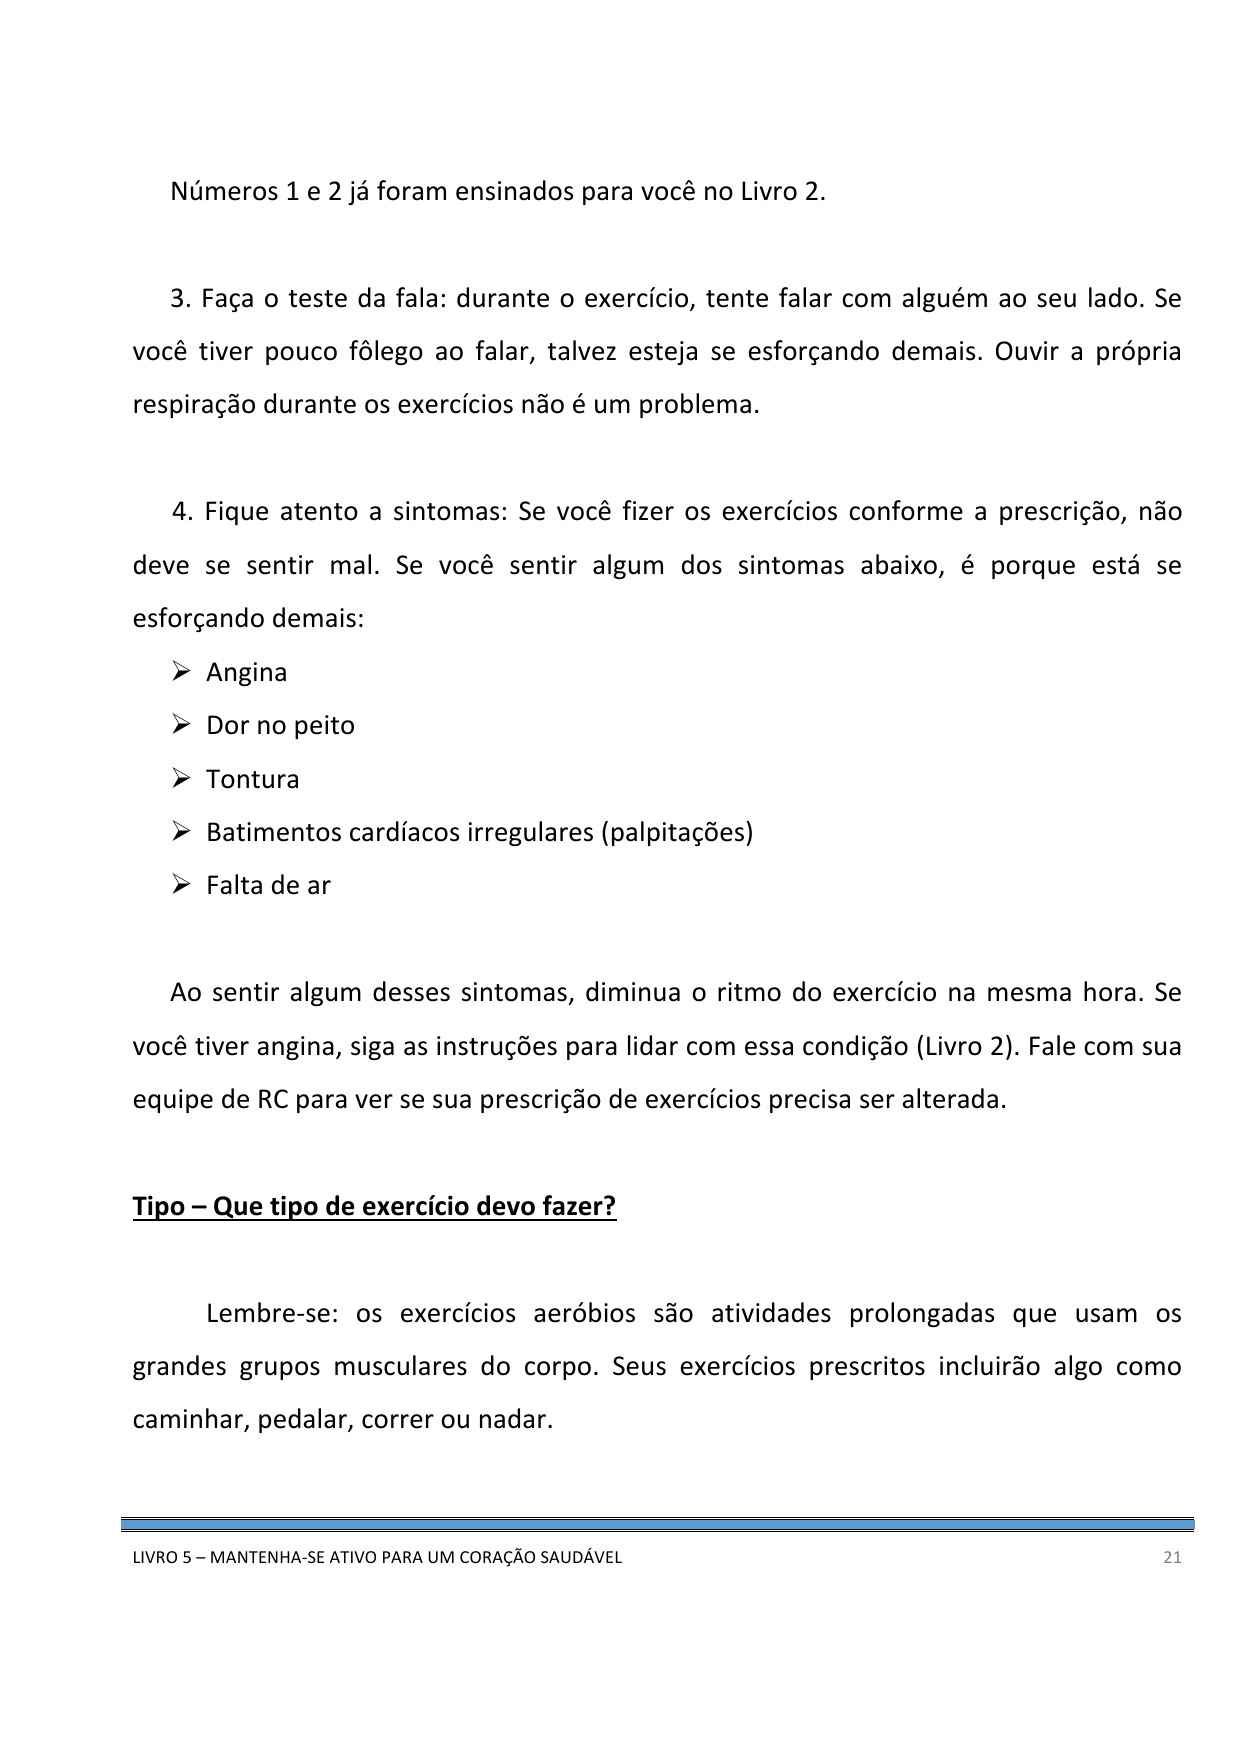 Números 1 e 2 já foram ensinados para você no Livro 2.
3. Faça o teste da fala: durante o exercício, tente falar com alguém ao seu lado. Se
você tiver pouco fôlego ao falar, talvez esteja se esforçando demais. Ouvir a própria
respiração durante os exercícios não é um problema.
4. Fique atento a sintomas: Se você fizer os exercícios conforme a prescrição, não
deve se sentir mal. Se você sentir algum dos sintomas abaixo, é porque está se
esforçando demais:
➢ Angina
➢ Dor no peito
➢ Tontura
➢ Batimentos cardíacos irregulares (palpitações)
➢ Falta de ar
Ao sentir algum desses sintomas, diminua o ritmo do exercício na mesma hora. Se
você tiver angina, siga as instruções para lidar com essa condição (Livro 2). Fale com sua
equipe de RC para ver se sua prescrição de exercícios precisa ser alterada.
Tipo – Que tipo de exercício devo fazer?
Lembre-se: os exercícios aeróbios são atividades prolongadas que usam os
grandes grupos musculares do corpo. Seus exercícios prescritos incluirão algo como
caminhar, pedalar, correr ou nadar.
LIVRO 5 – MANTENHA-SE ATIVO PARA UM CORAÇÃO SAUDÁVEL 21